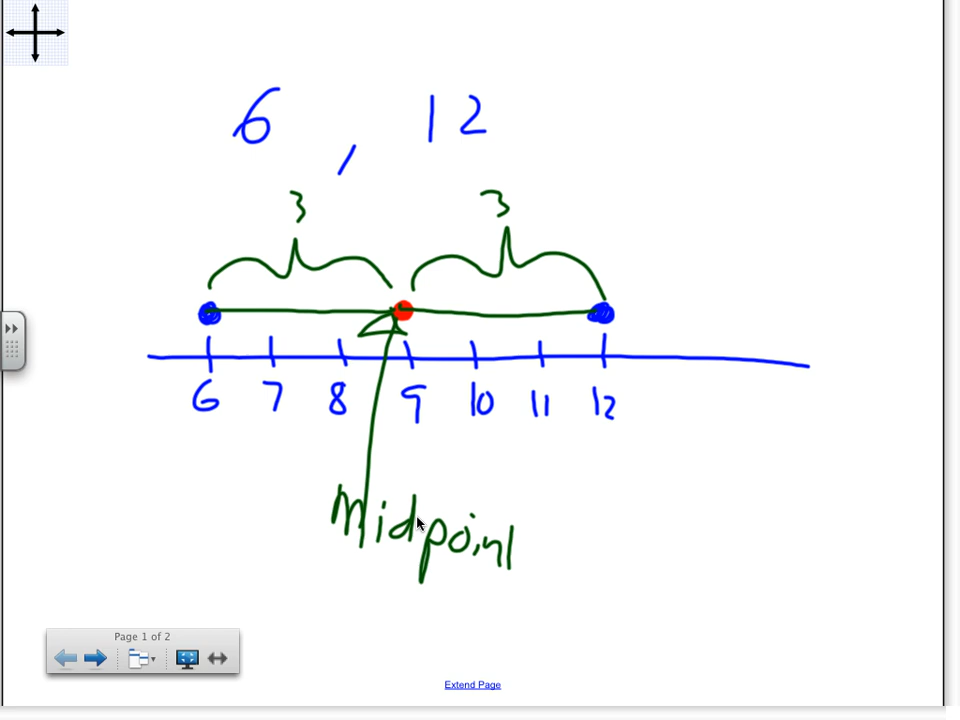 6 , 12
3 3
6 7 8 9 10 11 12
Midpoint
Page 1 of 2
Extend Page